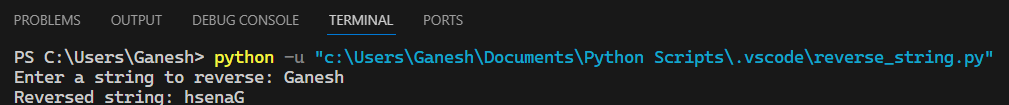 PROBLEMS OUTPUT DEBUG CONSOLE TERMINAL PORTS
PS C:\Users\Ganesh> python -u "c:\Users\Ganesh\Documents\Python Scripts\.vscode\reverse_string.py"
Enter a string to reverse: Ganesh
Reversed string: hsenaG